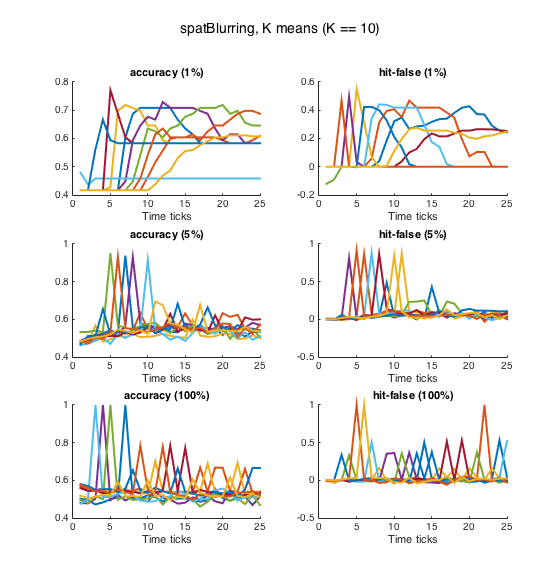 spatBlurring, K means (K == 10)
accuracy (1%)
0.8
0.7
0.6
0.5
0.4
0 5 10 15 20 25
Time ticks
hit-false (1%)
0.6
0.4
0.2
0
-0.2
0 5 10 15 20 25
Time ticks
accuracy (5%)
1
0.8
0.6
0.4
0 5 10 15 20 25
Time ticks
hit-false (5%)
1
0.5
0
-0.5
0 5 10 15 20 25
Time ticks
accuracy (100%)
1
0.8
0.6
0.4
0 5 10 15 20 25
Time ticks
hit-false (100%)
1
0.5
0
-0.5
0 5 10 15 20 25
Time ticks